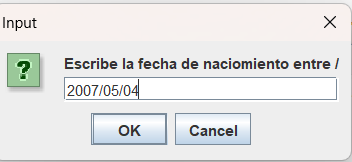 Input
Escribe la fecha de naciomiento entre /
2007/05/04
OK
Cancel